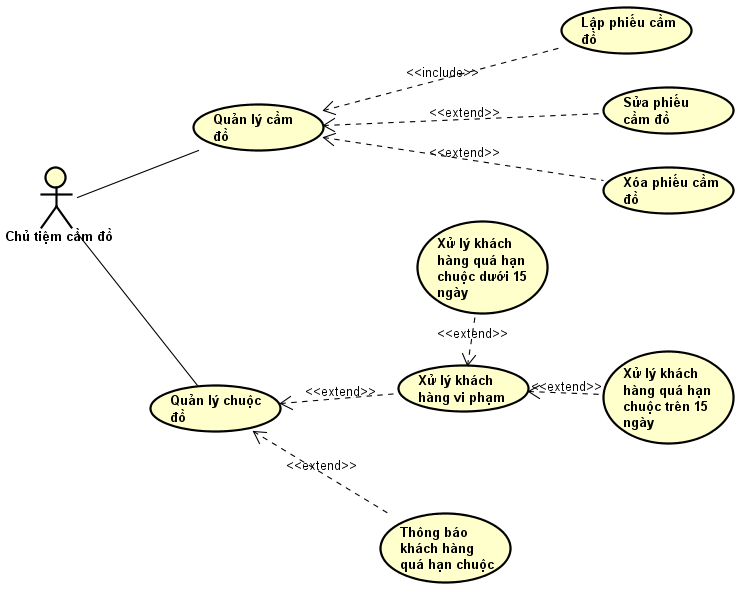 Lập phiếu cầm
đồ
<<include>>
Sửa phiếu
cầm đồ
<<extend>>
Quản lý cầm
đồ
<<extend>>
Xóa phiếu cầm
đồ
Chủ tiệm cầm đồ
Xử lý khách
hàng quá hạn
chuộc dưới 15
ngày
<<extend>>
Xử lý khách
hàng vi phạm
<<extend>>
Xử lý khách
hàng quá hạn
chuộc trên 15
ngày
<<extend>>
Quản lý chuộc
đồ
<<extend>>
Thông báo
khách hàng
quá hạn chuộc